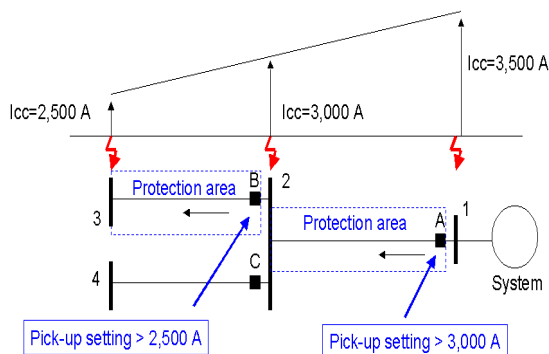 Icc=3,500 A
Icc=2,500 A
Icc=3,000 A
Protection area
B
2
1
3
Protection area
A
4
C
System
Pick-up setting > 2,500 A
Pick-up setting > 3,000 A